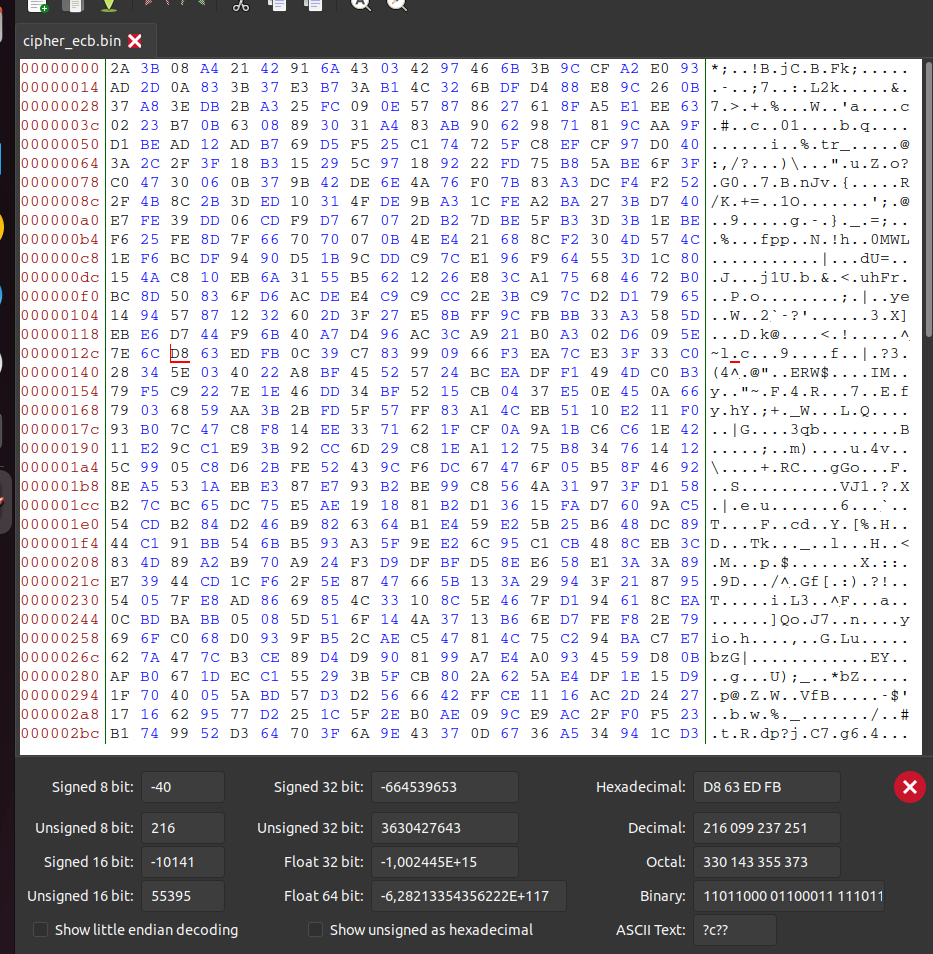 cipher_ecb.bin
00000000 2A 3B 08 A4 21 42 91 6A 43 03 42 97 46 6B 3B 9C CF A2 E0 93 *;..!B.jC.B.Fk;.....
00000014 AD 2D 0A 83 3B 37 E3 B7 3A B1 4C 32 6B DF D4 88 E8 9C 26 0B .-..;7..:.L2k.....&.
00000028 37 A8 3E DB 2B A3 25 FC 09 0E 57 87 86 27 61 8F A5 E1 EE 63 7.>.+.%...W..'a....c
0000003c 02 23 B7 0B 63 08 89 30 31 A4 83 AB 90 62 98 71 81 9C AA 9F .#..c..01....b.q....
00000050 D1 BE AD 12 AD B7 69 D5 F5 25 C1 74 72 5F C8 EF CF 97 D0 40 ......i..%.tr_.....@
00000064 3A 2C 2F 3F 18 B3 15 29 5C 97 18 92 22 FD 75 B8 5A BE 6F 3F :,/?...)\...".u.Z.o?
00000078 C0 47 30 06 0B 37 9B 42 DE 6E 4A 76 F0 7B 83 A3 DC F4 F2 52 .G0..7.B.nJv.{.....R
0000008c 2F 4B 8C 2B 3D ED 10 31 4F DE 9B A3 1C FE A2 BA 27 3B D7 40 /K.+=..1O.......';.@
000000a0 E7 FE 39 DD 06 CD F9 D7 67 07 2D B2 7D BE 5F B3 3D 3B 1E BE ..9.....g.-.}._.=;..
000000b4 F6 25 FE 8D 7F 66 70 70 07 0B 4E E4 21 68 8C F2 30 4D 57 4C .%...fpp..N.!h..0MWL
000000c8 1E F6 BC DF 94 90 D5 1B 9C DD C9 7C E1 96 F9 64 55 3D 1C 80 ...........|...dU=..
000000dc 15 4A C8 10 EB 6A 31 55 B5 62 12 26 E8 3C A1 75 68 46 72 B0 .J...j1U.b.&.<.uhFr.
000000f0 BC 8D 50 83 6F D6 AC DE E4 C9 C9 CC 2E 3B C9 7C D2 D1 79 65 ..P.o........;.|..ye
00000104 14 94 57 87 12 32 60 2D 3F 27 E5 8B FF 9C FB BB 33 A3 58 5D ..W..2`-?'......3.X]
00000118 EB BE D7 44 F9 6B 40 A7 D4 96 AC 3C A9 21 B0 A3 02 D6 09 5E ...D.k@....<.!.....^
0000012c 7E 6C D8 63 ED FB 0C 39 C7 83 99 09 66 F3 EA 7C E3 3F 33 C0 ~l.c...9....f..|.?3.
00000140 28 34 5E 03 40 22 A8 BF 45 52 57 24 BC EA DF F1 49 4D C0 B3 (4^.@"..ERW$....IM..
00000154 79 F5 C9 22 7E 1E 46 DD 34 BF 52 15 CB 04 37 E5 0E 45 0A 66 y.."~.F.4.R...7..E.f
00000168 79 03 68 59 AA 3B 2B FD 5F 57 FF 83 A1 4C EB 51 10 E2 11 F0 y.hY.;+._W...L.Q....
0000017c 93 B0 7C 47 C8 F8 14 EE 33 71 62 1F CF 0A 9A 1B C6 C6 1E 42 ..|G....3qb........B
00000190 11 E2 9C C1 E9 3B 92 CC 6D 29 C8 1E A1 12 75 B8 34 76 14 12 .....;..m)....u.4v..
000001a4 5C 99 05 C8 D6 2B FE 52 43 9C F6 DC 67 47 6F 05 B5 8F 46 92 \....+.RC...gGo...F.
000001b8 8E A5 53 1A EB E3 87 E7 93 B2 BE 99 C8 56 4A 31 97 3F D1 58 ..S..........VJ1.?.X
000001cc B2 7C BC 65 DC 75 E5 AE 19 18 81 B2 D1 36 15 FA D7 60 9A C5 .|.e.u.......6...`..
000001e0 54 CD B2 84 D2 46 B9 82 63 64 B1 E4 59 E2 5B 25 B6 48 DC 89 T....F..cd..Y.[%.H..
000001f4 44 C1 91 BB 54 6B B5 93 A3 5F 9E E2 6C 95 C1 CB 48 8C EB 3C D...Tk..._..l...H..<
00000208 83 4D 89 A2 B9 70 A9 24 F3 D9 DF BF D5 8E E6 58 E1 3A 3A 89 .M...p.$.......X.::.
0000021c E7 39 44 CD 1C F6 2F 5E 87 47 66 5B 13 3A 29 94 3F 21 87 95 .9D.../^.Gf[.:).?!..
00000230 54 05 7F E8 AD 86 69 85 4C 33 10 8C 5E 46 7F D1 94 61 8C EA T.....i.L3..^F...a..
00000244 0C BD BA BB 05 08 5D 51 6F 14 4A 37 13 B6 6E D7 FE F8 2E 79 ......]Qo.J7..n....y
00000258 69 6F C0 68 D0 93 9F B5 2C AE C5 47 81 4C 75 C2 94 BA C7 E7 io.h....,..G.Lu.....
0000026c 62 7A 47 7C B3 CE 89 D4 D9 90 81 99 A7 E4 A0 93 45 59 D8 0B bzG|............EY..
00000280 AF B0 67 1D EC C1 55 29 3B 5F CB 80 2A 62 5A E4 DF 1E 15 D9 ..g...U);_..*bZ.....
00000294 1F 70 40 05 5A BD 57 D3 D2 56 66 42 FF CE 11 16 AC 2D 24 27 .p@.Z.W..VfB.....-$'
000002a8 17 16 62 95 77 D2 25 1C 5F 2E B0 AE 09 9C E9 AC 2F F0 F5 23 ..b.w.%._......./..#
000002bc B1 74 99 52 D3 64 70 3F 6A 9E 43 37 0D 67 36 A5 34 94 1C D3 .t.R.dp?j.C7.g6.4...
Signed 8 bit: -40 Signed 32 bit: -664539653 Hexadecimal: D8 63 ED FB
Unsigned 8 bit: 216 Unsigned 32 bit: 3630427643 Decimal: 216 099 237 251
Signed 16 bit: -10141 Float 32 bit: -1,002445E+15 Octal: 330 143 355 373
Unsigned 16 bit: 55395 Float 64 bit: -6,28213354356222E+117 Binary: 11011000 01100011 111011
Show little endian decoding Show unsigned as hexadecimal ASCII Text: ?c??